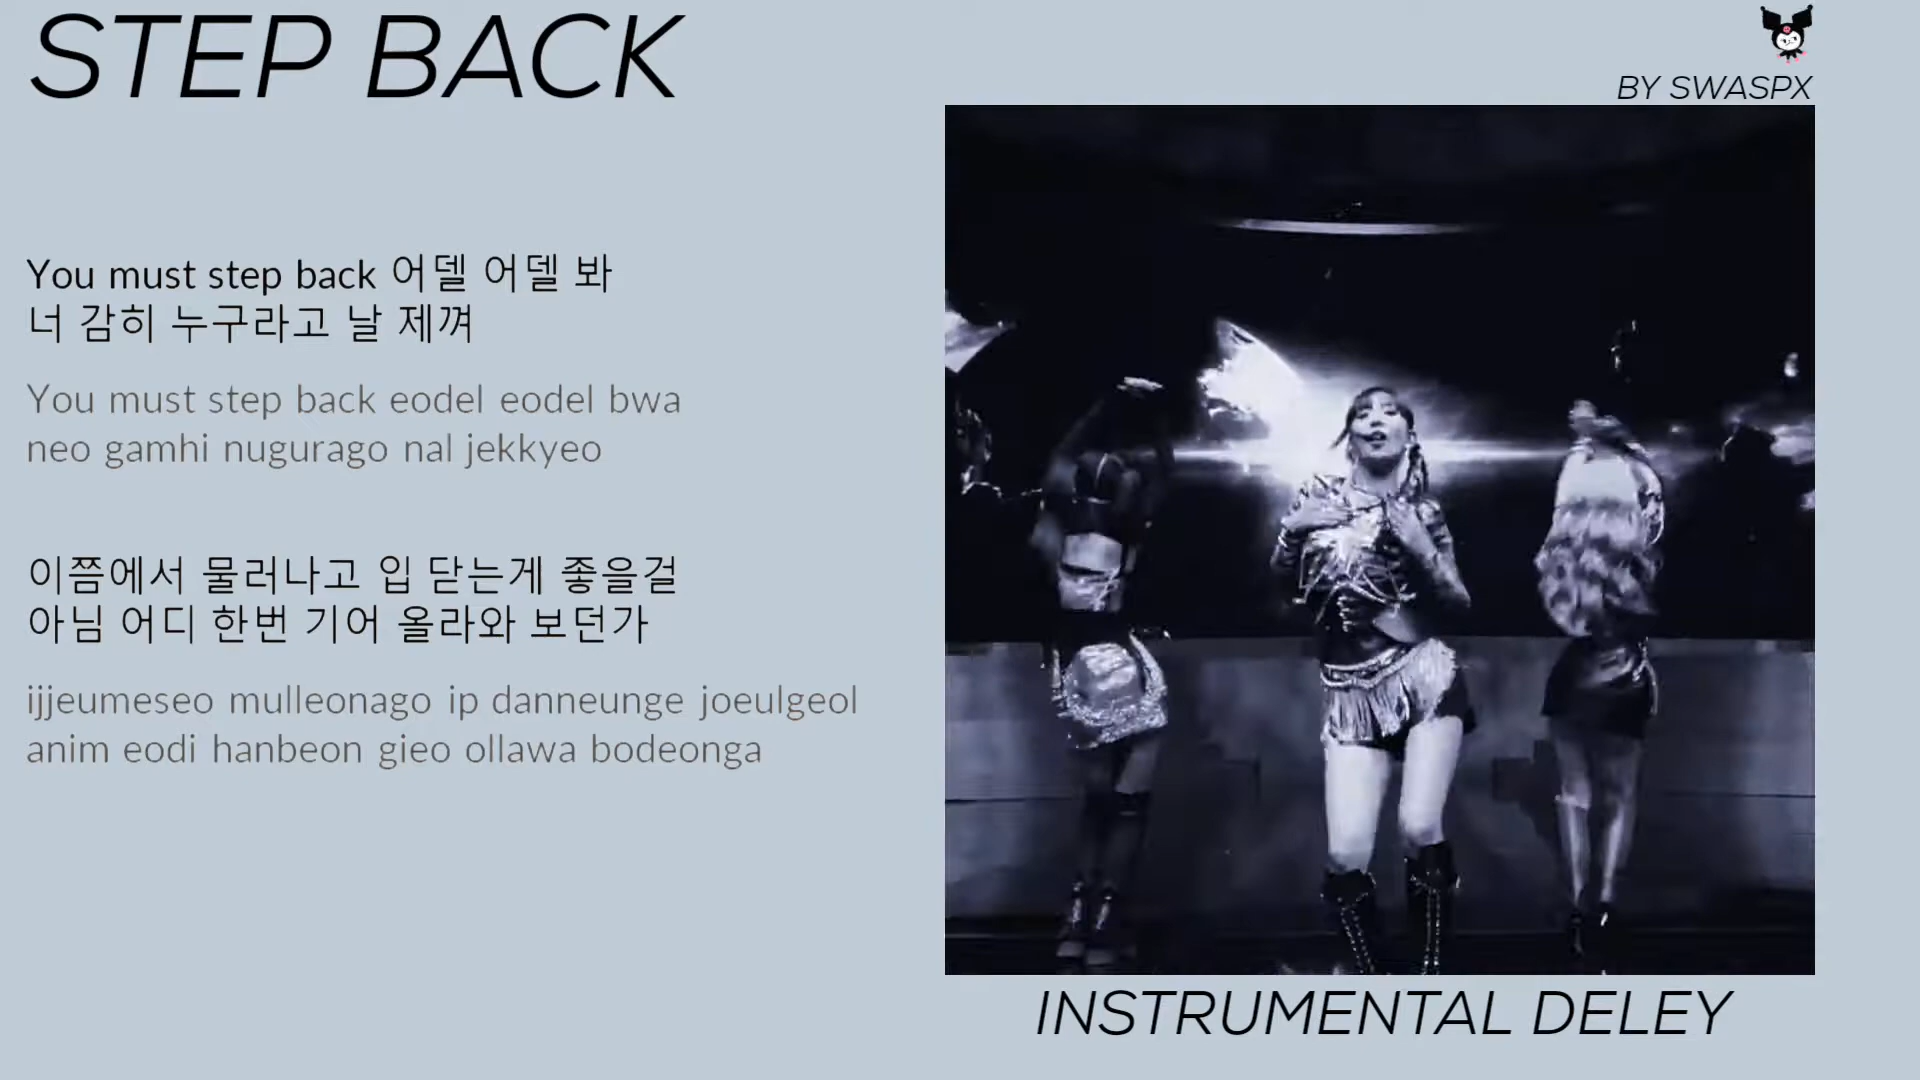 STEP BACK
BY SWASPX
You must step back 어델 어델 봐
너 감히 누구라고 날 제껴
You must step back eodel eodel bwa
neo gamhi nugurago nal jekkyeo
이쯤에서 물러나고 입 닫는게 좋을걸
아님 어디 한번 기어 올라와 보던가
ijjeumeseo mulleonago ip danneunge joeulgeol
anim eodi hanbeon gieo ollawa bodeonga
INSTRUMENTAL DELEY